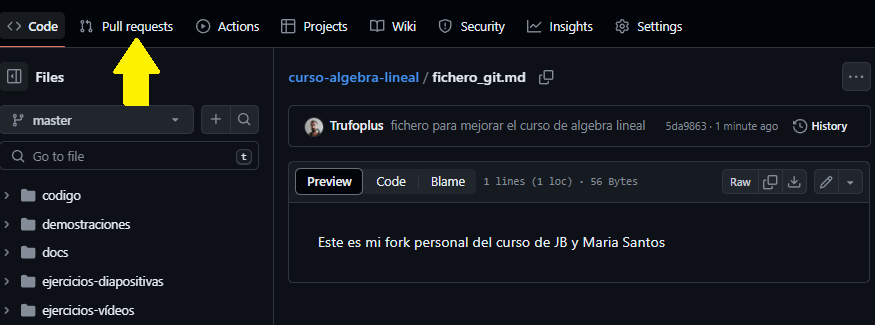 Code Pull requests Actions Projects Wiki Security Insights Settings
Files
master
Go to file t
codigo
demostraciones
docs
ejercicios-diapositivas
ejercicios-vídeos
curso-algebra-lineal / fichero_git.md
Trufoplus fichero para mejorar el curso de algebra lineal 5da9863 · 1 minute ago History
Preview Code Blame 1 lines (1 loc) · 56 Bytes Raw
Este es mi fork personal del curso de JB y Maria Santos